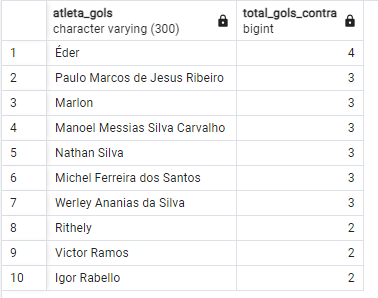 atleta_gols total_gols_contra
character varying (300) bigint
1 Éder 4
2 Paulo Marcos de Jesus Ribeiro 3
3 Marlon 3
4 Manoel Messias Silva Carvalho 3
5 Nathan Silva 3
6 Michel Ferreira dos Santos 3
7 Werley Ananias da Silva 3
8 Rithely 2
9 Victor Ramos 2
10 Igor Rabello 2